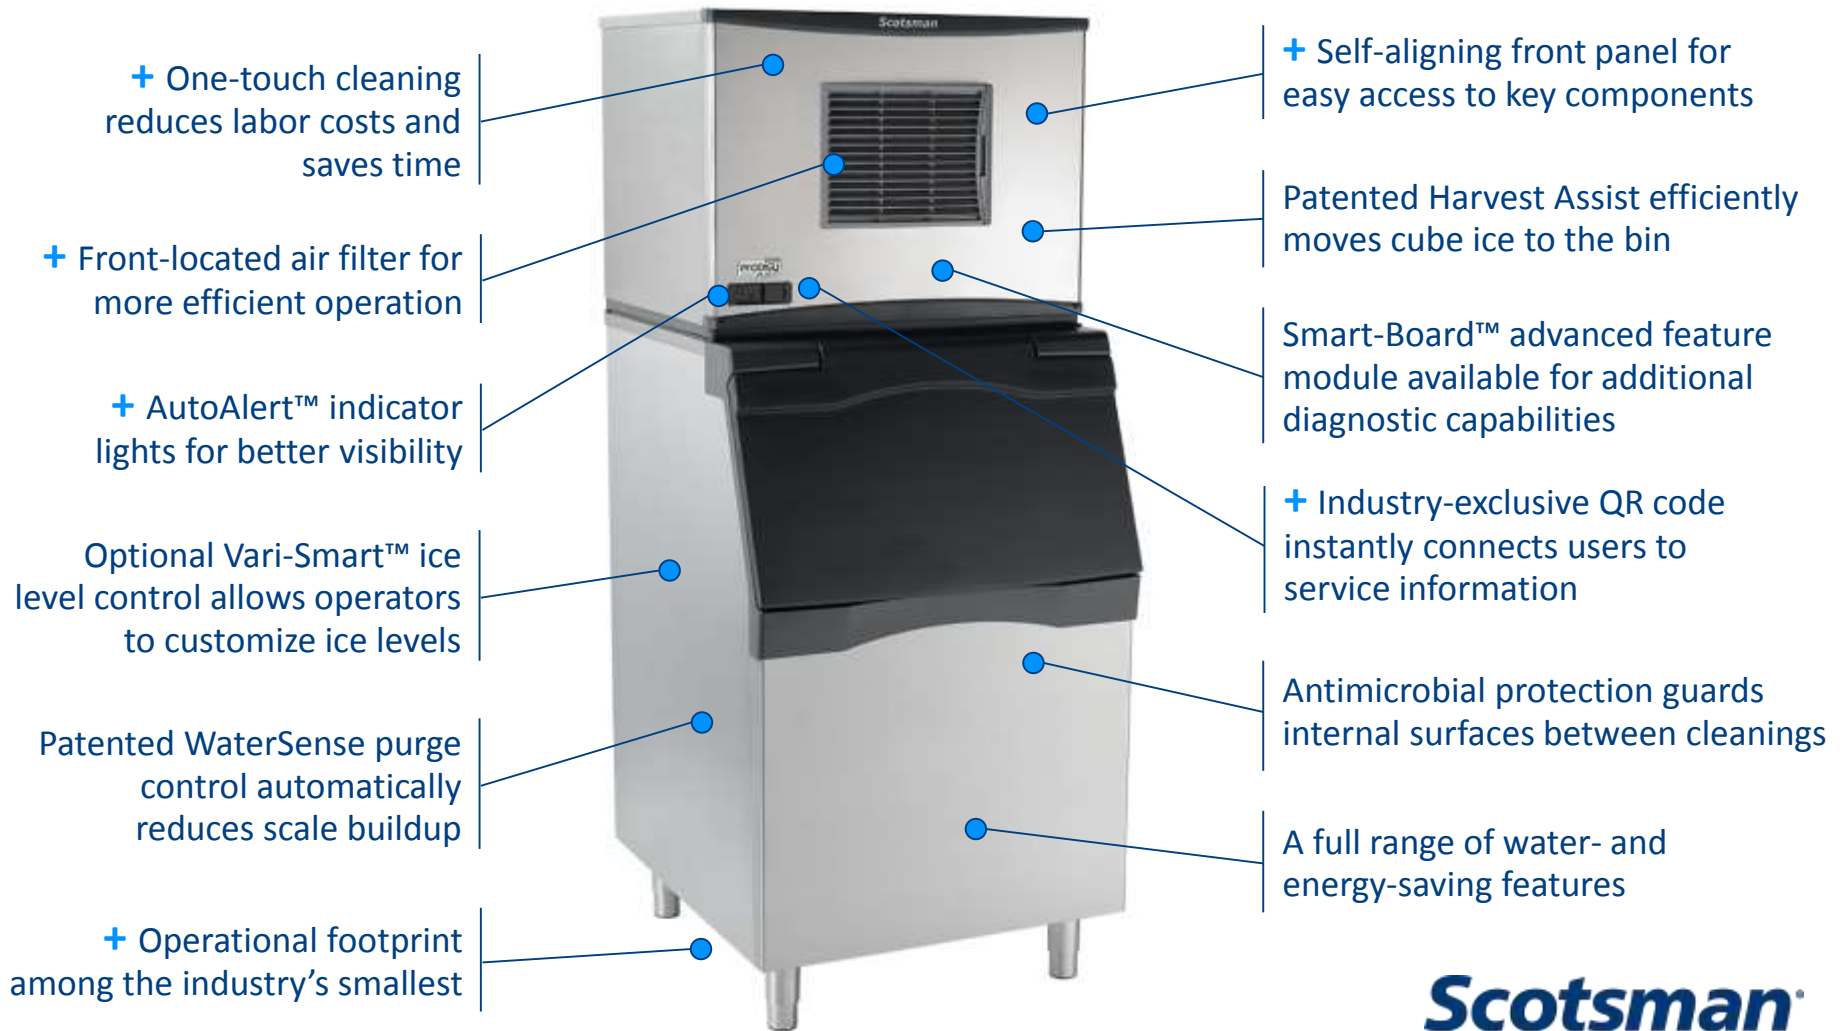 Scotsman
+ One-touch cleaning
reduces labor costs and
saves time
+ Front-located air filter for
more efficient operation
+ AutoAlert™ indicator
lights for better visibility
Optional Vari-Smart™ ice
level control allows operators
to customize ice levels
Patented WaterSense purge
control automatically
reduces scale buildup
+ Operational footprint
among the industry’s smallest
+ Self-aligning front panel for
easy access to key components
Patented Harvest Assist efficiently
moves cube ice to the bin
Smart-Board™ advanced feature
module available for additional
diagnostic capabilities
+ Industry-exclusive QR code
instantly connects users to
service information
Antimicrobial protection guards
internal surfaces between cleanings
A full range of water- and
energy-saving features
Scotsman